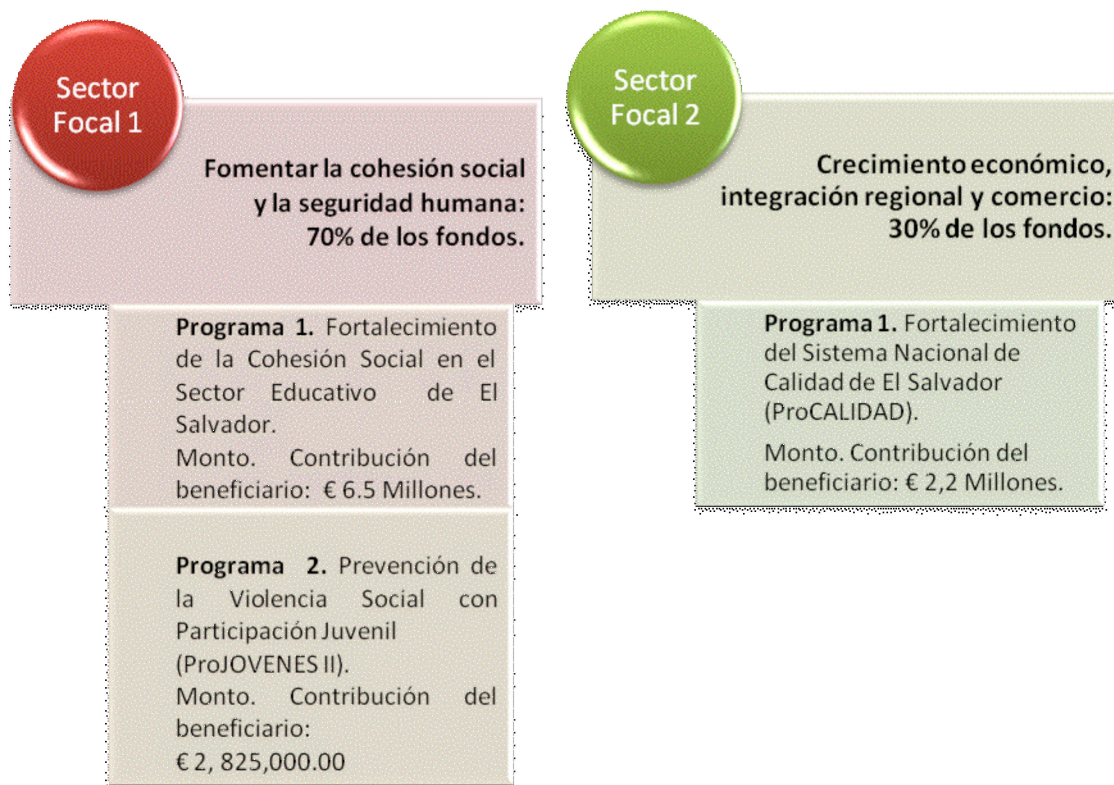 Sector
Focal 1
Fomentar la cohesión social
y la seguridad humana:
70% de los fondos.
Programa 1. Fortalecimiento
de la Cohesión Social en el
Sector Educativo de El
Salvador.
Monto. Contribución del
beneficiario: € 6.5 Millones.
Programa 2. Prevención de
la Violencia Social con
Participación Juvenil
(ProJOVENES II).
Monto. Contribución del
beneficiario:
€ 2, 825,000.00
Sector
Focal 2
Crecimiento económico,
integración regional y comercio:
30% de los fondos.
Programa 1. Fortalecimiento
del Sistema Nacional de
Calidad de El Salvador
(ProCALIDAD).
Monto. Contribución del
beneficiario: € 2,2 Millones.